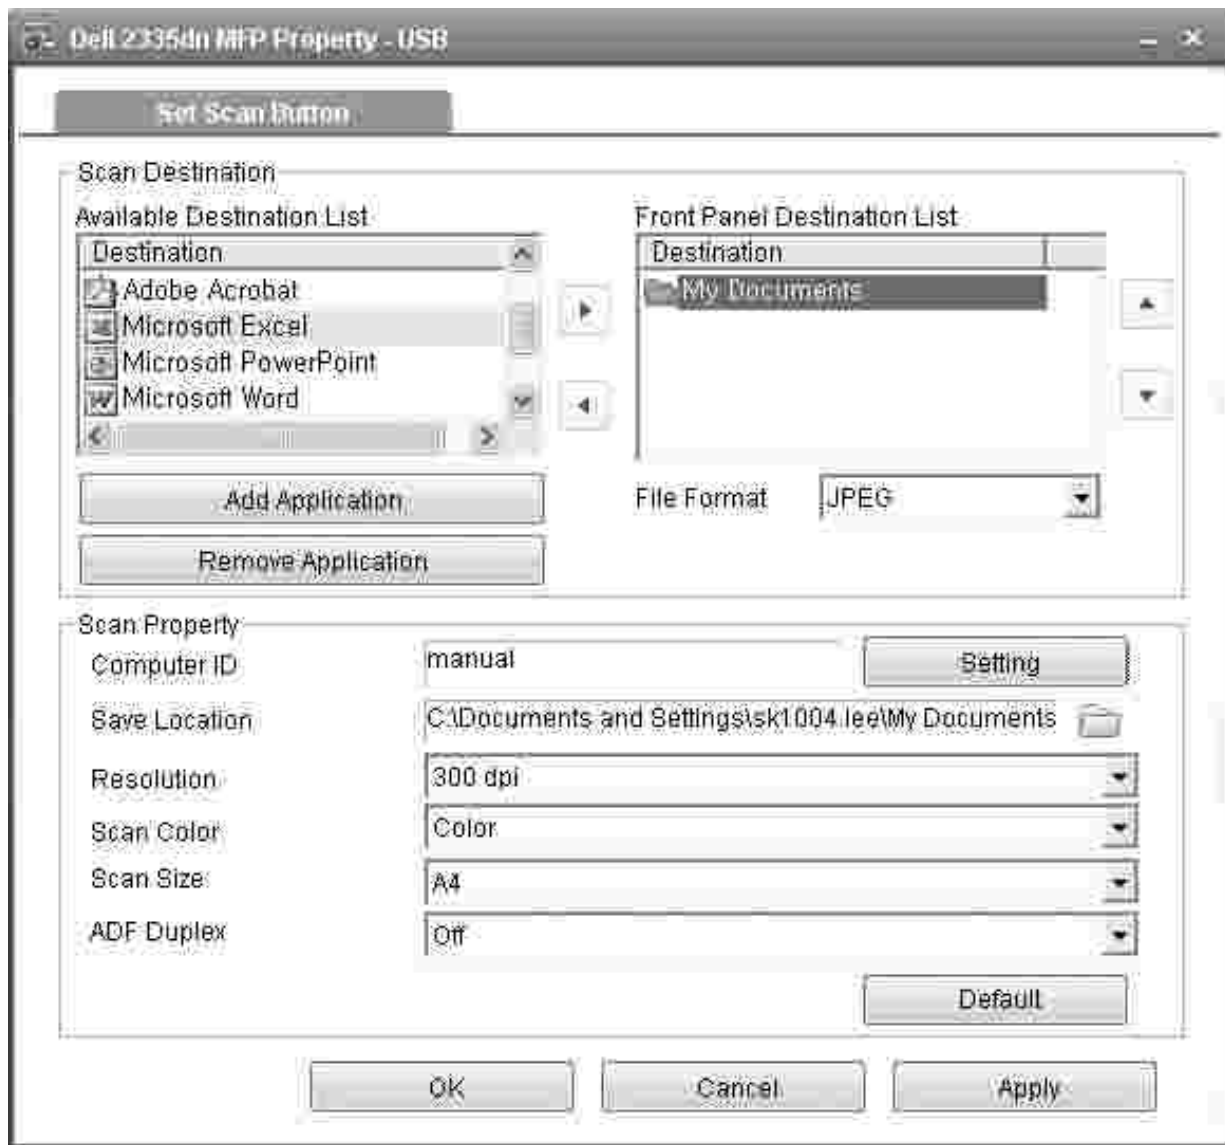 Dell 2335dn MFP Property - USB
Set Scan Button
Scan Destination
Available Destination List
Destination
Adobe Acrobat
Microsoft Excel
Microsoft PowerPoint
Microsoft Word
Add Application
Remove Application
Front Panel Destination List
Destination
My Documents
File Format JPEG
Scan Property
Computer ID manual Setting
Save Location C:\Documents and Settings\sk1004.lee\My Documents
Resolution 300 dpi
Scan Color Color
Scan Size A4
ADF Duplex Off
Default
OK Cancel Apply